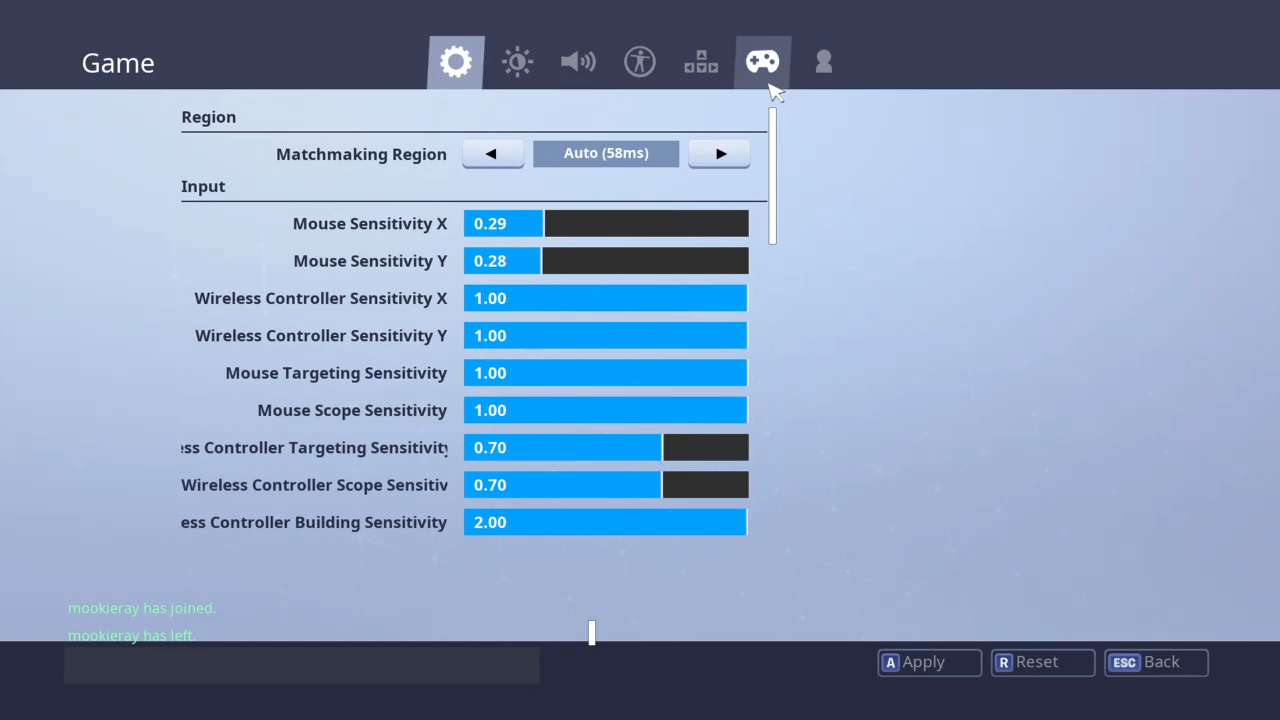 Game
Region
Matchmaking Region Auto (58ms)
Input
Mouse Sensitivity X 0.29
Mouse Sensitivity Y 0.28
Wireless Controller Sensitivity X 1.00
Wireless Controller Sensitivity Y 1.00
Mouse Targeting Sensitivity 1.00
Mouse Scope Sensitivity 1.00
ess Controller Targeting Sensitivity 0.70
Wireless Controller Scope Sensitiv 0.70
ess Controller Building Sensitivity 2.00
mookieray has joined.
mookieray has left.
A Apply R Reset ESC Back